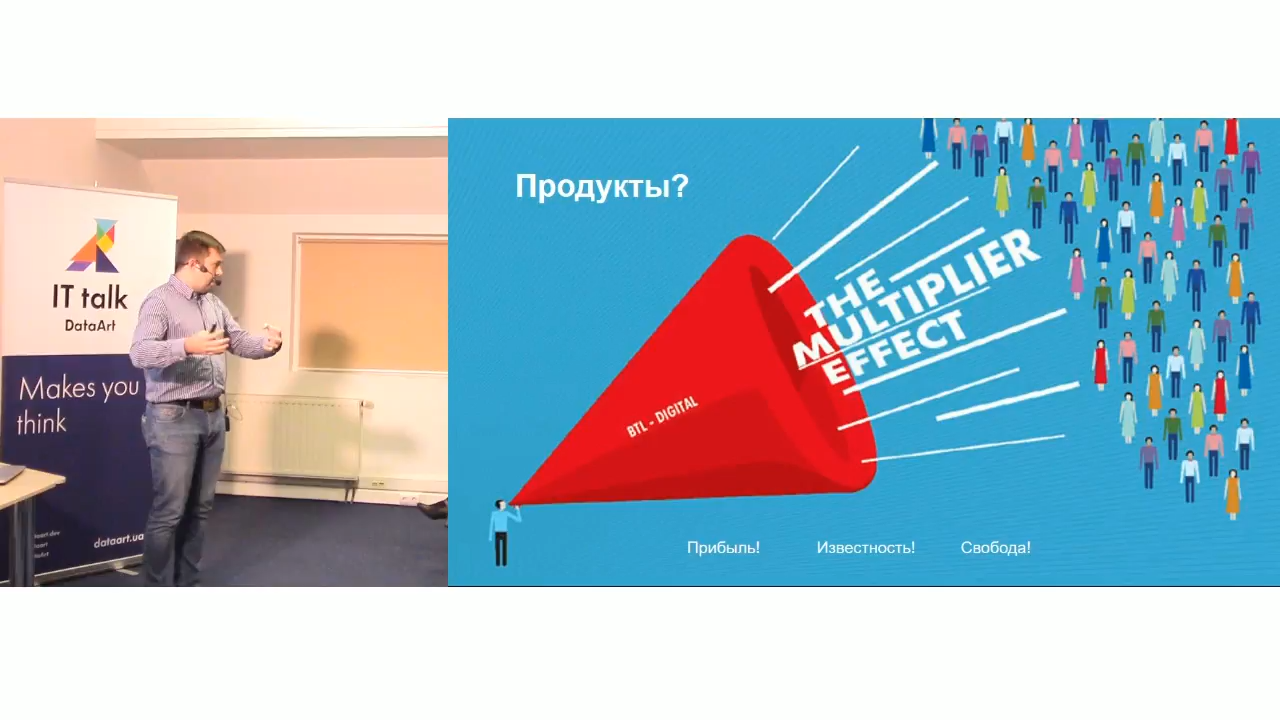 IT talk
DataArt
Makes you
think
dataart.ua
Продукты?
THE
MULTIPLIER
EFFECT
BTL - DIGITAL
Прибыль! Известность! Свобода!